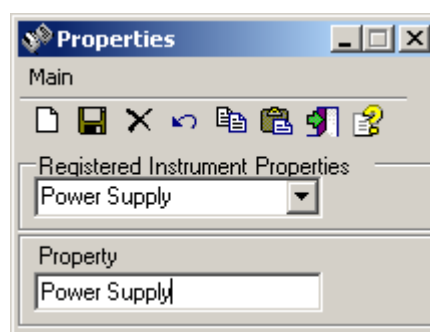 Properties
Main
Registered Instrument Properties
Power Supply
Property
Power Supply